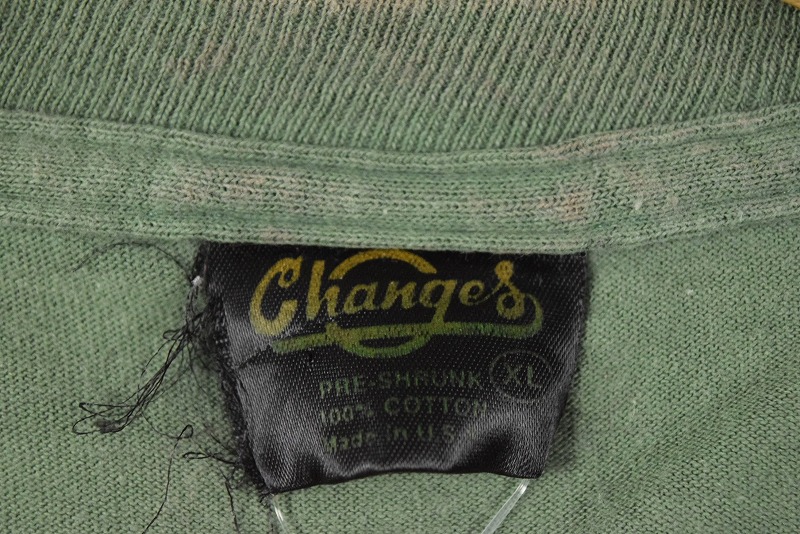 Changes
PRE-SHRUNK XL
100% COTTON
Made in U.S.